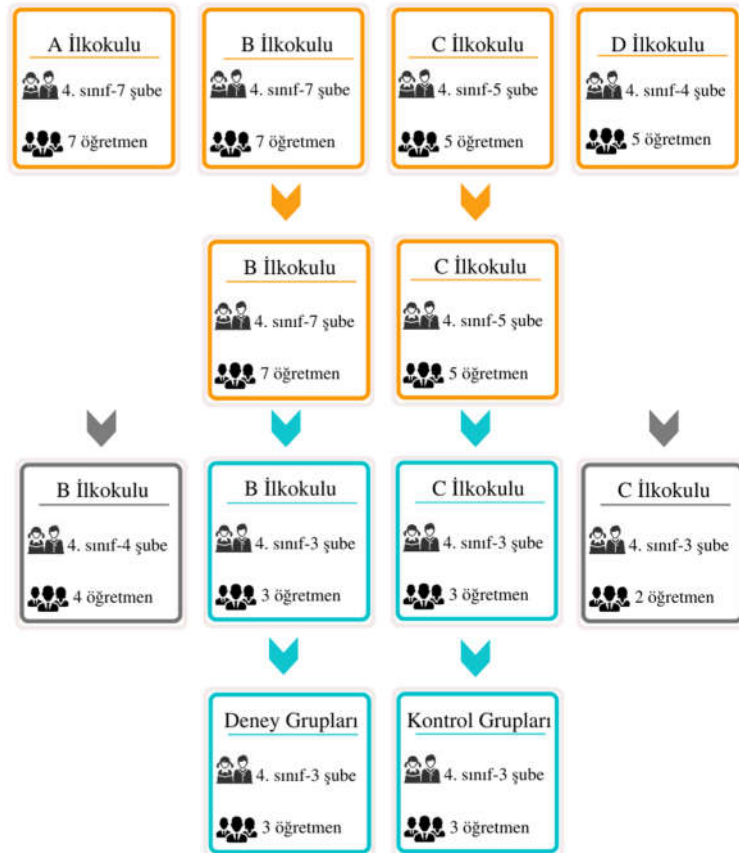 A İlkokulu
4. sınıf-7 şube
7 öğretmen
B İlkokulu
4. sınıf-7 şube
7 öğretmen
C İlkokulu
4. sınıf-5 şube
5 öğretmen
D İlkokulu
4. sınıf-4 şube
5 öğretmen
B İlkokulu
4. sınıf-7 şube
7 öğretmen
C İlkokulu
4. sınıf-5 şube
5 öğretmen
B İlkokulu
4. sınıf-4 şube
4 öğretmen
B İlkokulu
4. sınıf-3 şube
3 öğretmen
C İlkokulu
4. sınıf-3 şube
3 öğretmen
C İlkokulu
4. sınıf-3 şube
2 öğretmen
Deney Grupları
4. sınıf-3 şube
3 öğretmen
Kontrol Grupları
4. sınıf-3 şube
3 öğretmen